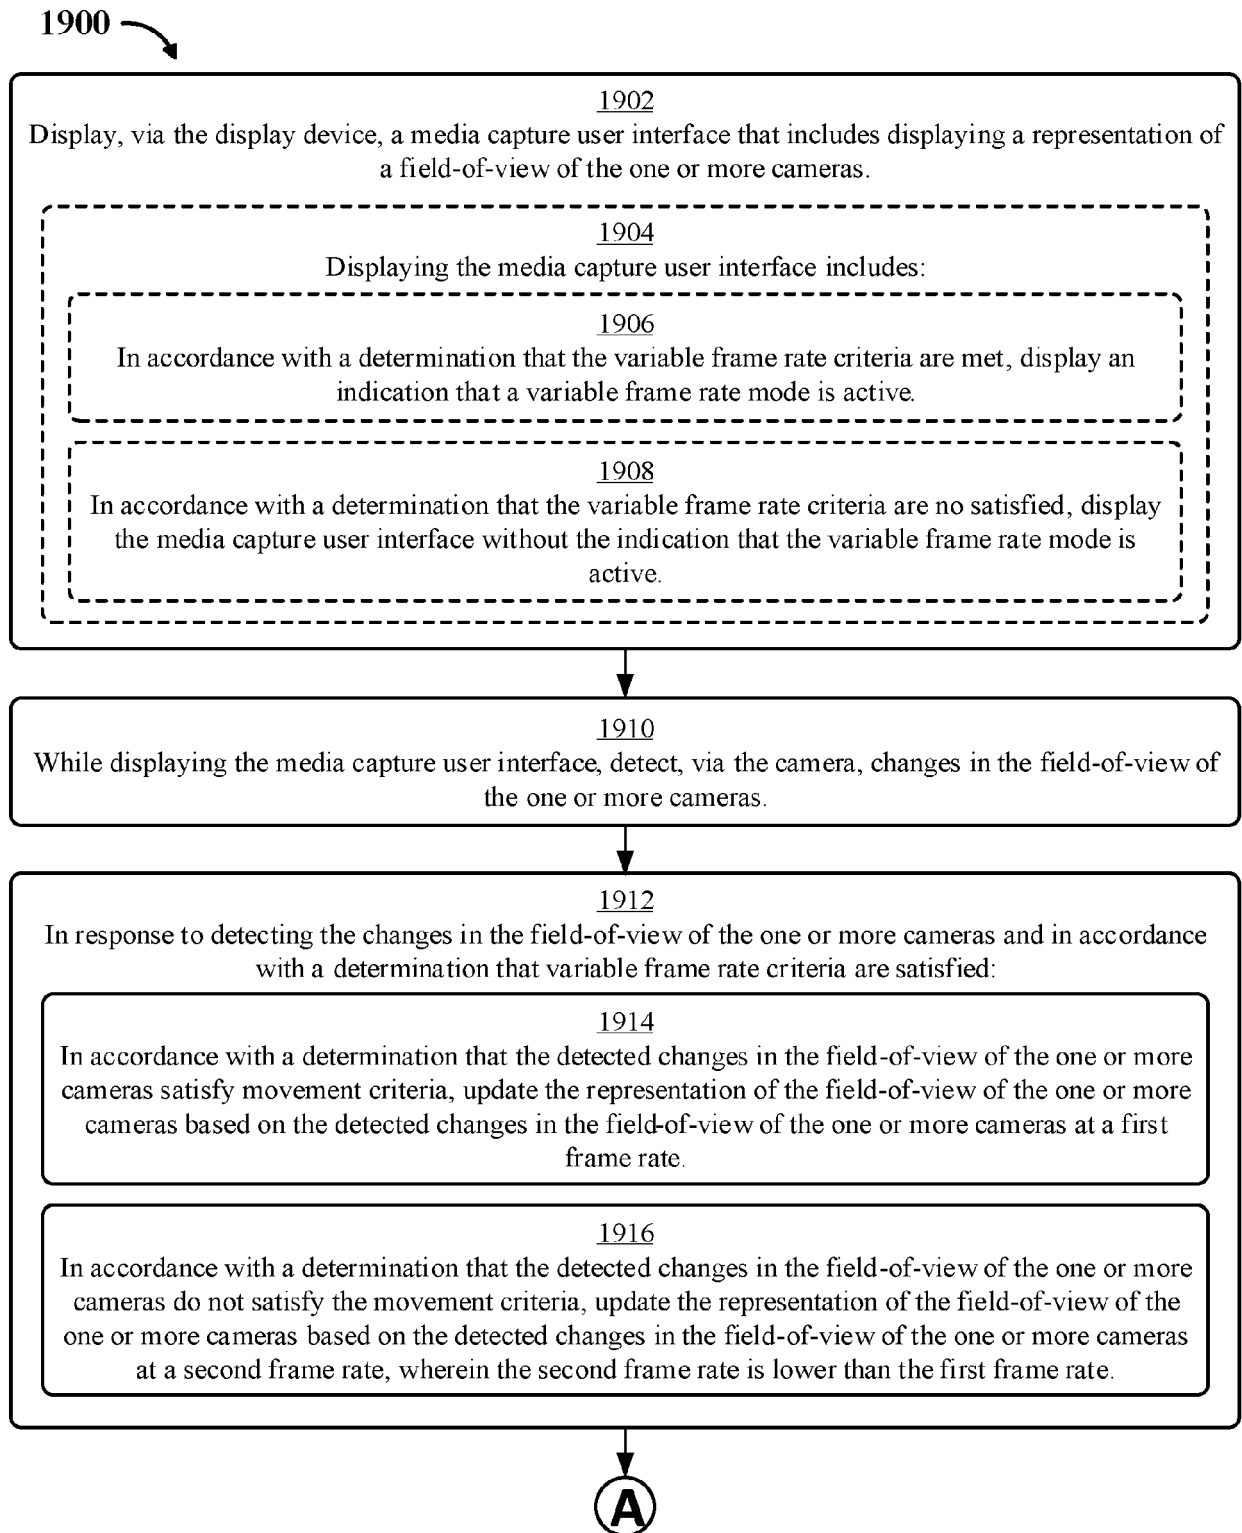 1900
1902
Display, via the display device, a media capture user interface that includes displaying a representation of
a field-of-view of the one or more cameras.
1904
Displaying the media capture user interface includes:
1906
In accordance with a determination that the variable frame rate criteria are met, display an
indication that a variable frame rate mode is active.
1908
In accordance with a determination that the variable frame rate criteria are no satisfied, display
the media capture user interface without the indication that the variable frame rate mode is
active.
1910
While displaying the media capture user interface, detect, via the camera, changes in the field-of-view of
the one or more cameras.
1912
In response to detecting the changes in the field-of-view of the one or more cameras and in accordance
with a determination that variable frame rate criteria are satisfied:
1914
In accordance with a determination that the detected changes in the field-of-view of the one or more
cameras satisfy movement criteria, update the representation of the field-of-view of the one or more
cameras based on the detected changes in the field-of-view of the one or more cameras at a first
frame rate.
1916
In accordance with a determination that the detected changes in the field-of-view of the one or more
cameras do not satisfy the movement criteria, update the representation of the field-of-view of the
one or more cameras based on the detected changes in the field-of-view of the one or more cameras
at a second frame rate, wherein the second frame rate is lower than the first frame rate.
A